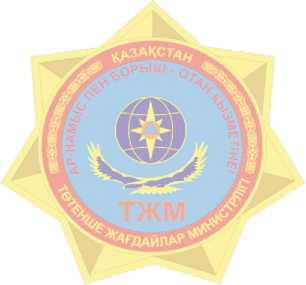 ҚАЗАҚСТАН
АР-НАМЫС ПЕН БОРЫШ - ОТАН ҚЫЗМЕТІНЕ!
ТЖМ
ТӨТЕНШЕ ЖАҒДАЙЛАР МИНИСТРЛІГІ